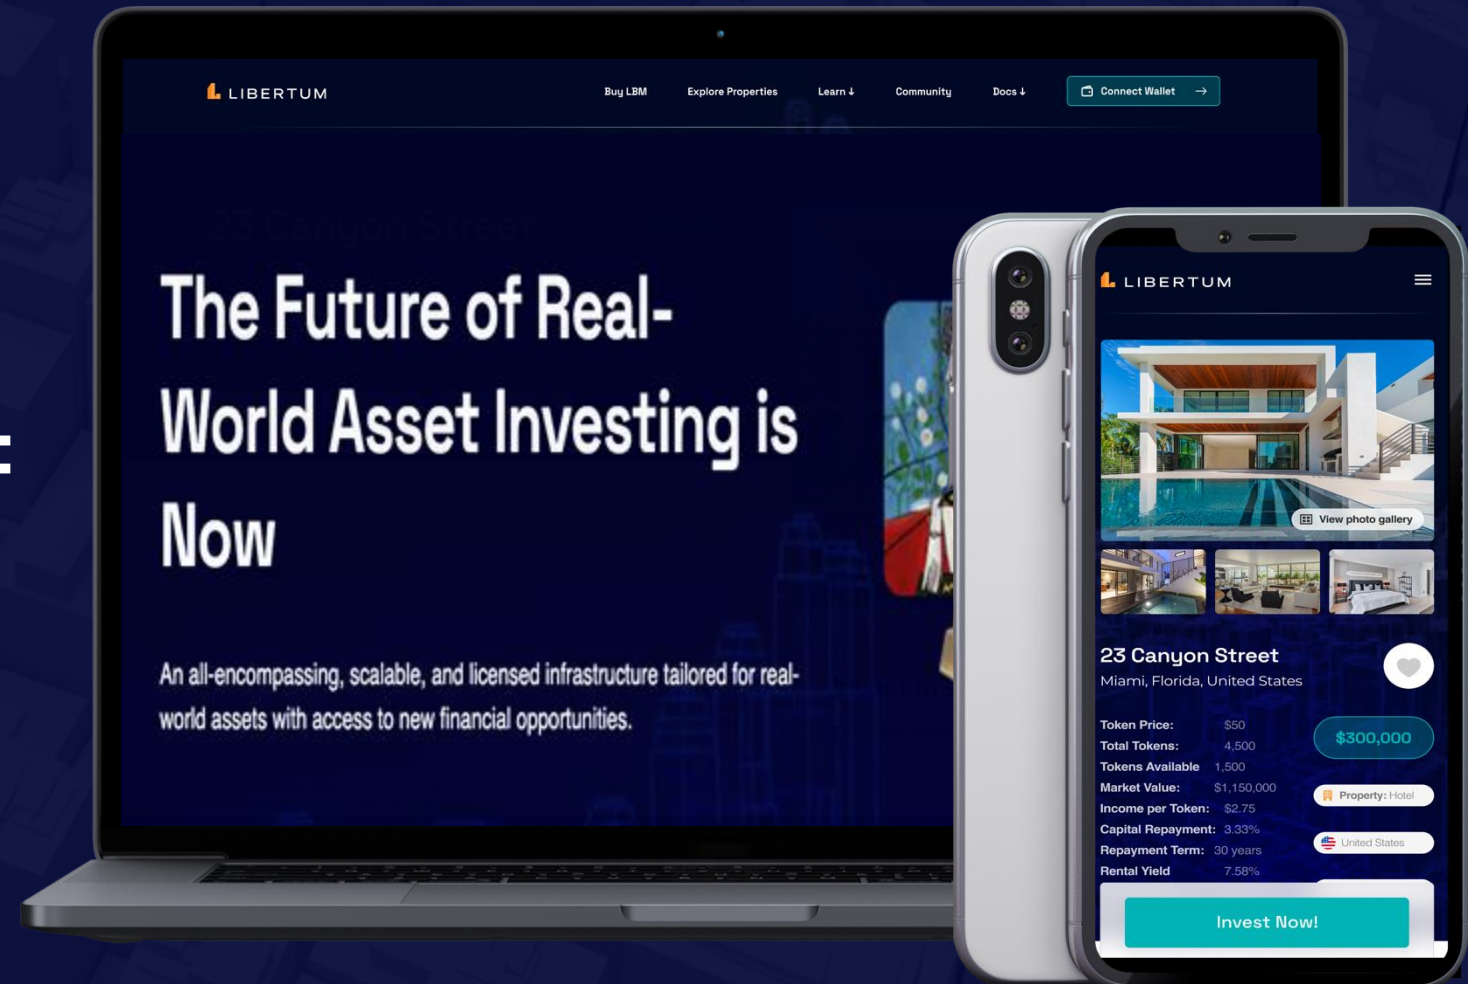 LIBERTUM
Buy LBM
Explore Properties
Learn ↓
Community
Docs ↓
Connect Wallet →
23 Canyon Street
The Future of Real-
World Asset Investing is
Now
An all-encompassing, scalable, and licensed infrastructure tailored for real-
world assets with access to new financial opportunities.
LIBERTUM
View photo gallery
23 Canyon Street
Miami, Florida, United States
Token Price: $50
Total Tokens: 4,500
Tokens Available 1,500
Market Value: $1,150,000
Income per Token: $2.75
Capital Repayment: 3.33%
Repayment Term: 30 years
Rental Yield 7.58%
$300,000
Property: Hotel
United States
Invest Now!